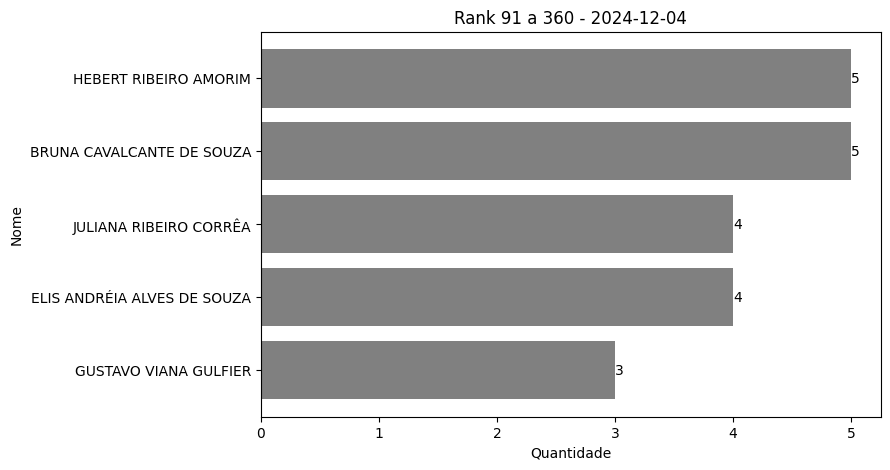 Rank 91 a 360 - 2024-12-04
HEBERT RIBEIRO AMORIM
5
BRUNA CAVALCANTE DE SOUZA
5
JULIANA RIBEIRO CORRÊA
4
ELIS ANDRÉIA ALVES DE SOUZA
4
GUSTAVO VIANA GULFIER
3
Nome
0 1 2 3 4 5
Quantidade